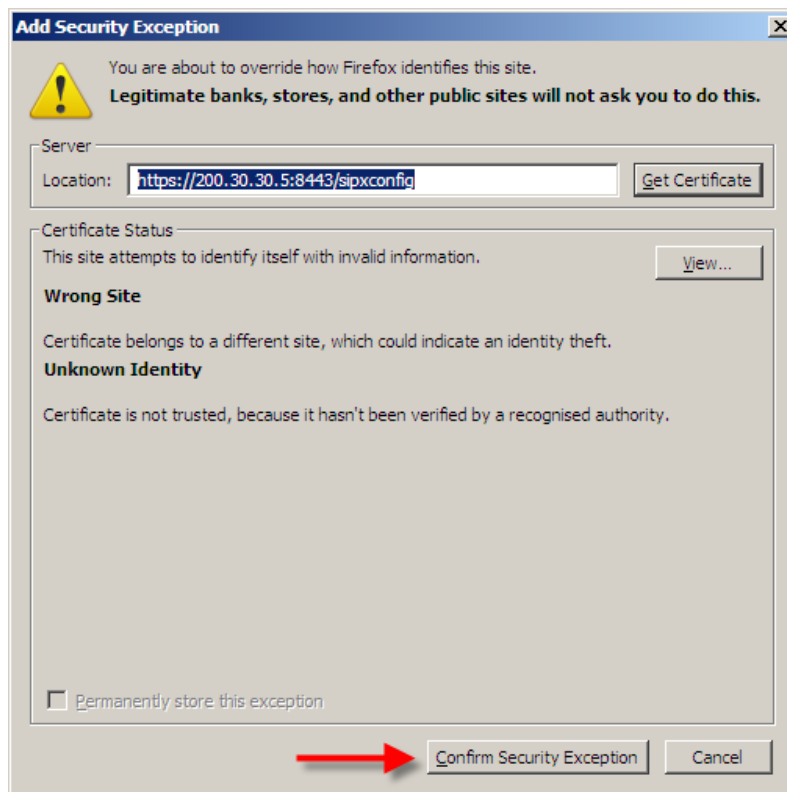 Add Security Exception
You are about to override how Firefox identifies this site.
Legitimate banks, stores, and other public sites will not ask you to do this.
Server
Location: https://200.30.30.5:8443/sipxconfig Get Certificate
Certificate Status
This site attempts to identify itself with invalid information.
View...
Wrong Site
Certificate belongs to a different site, which could indicate an identity theft.
Unknown Identity
Certificate is not trusted, because it hasn't been verified by a recognised authority.
Permanently store this exception
Confirm Security Exception Cancel